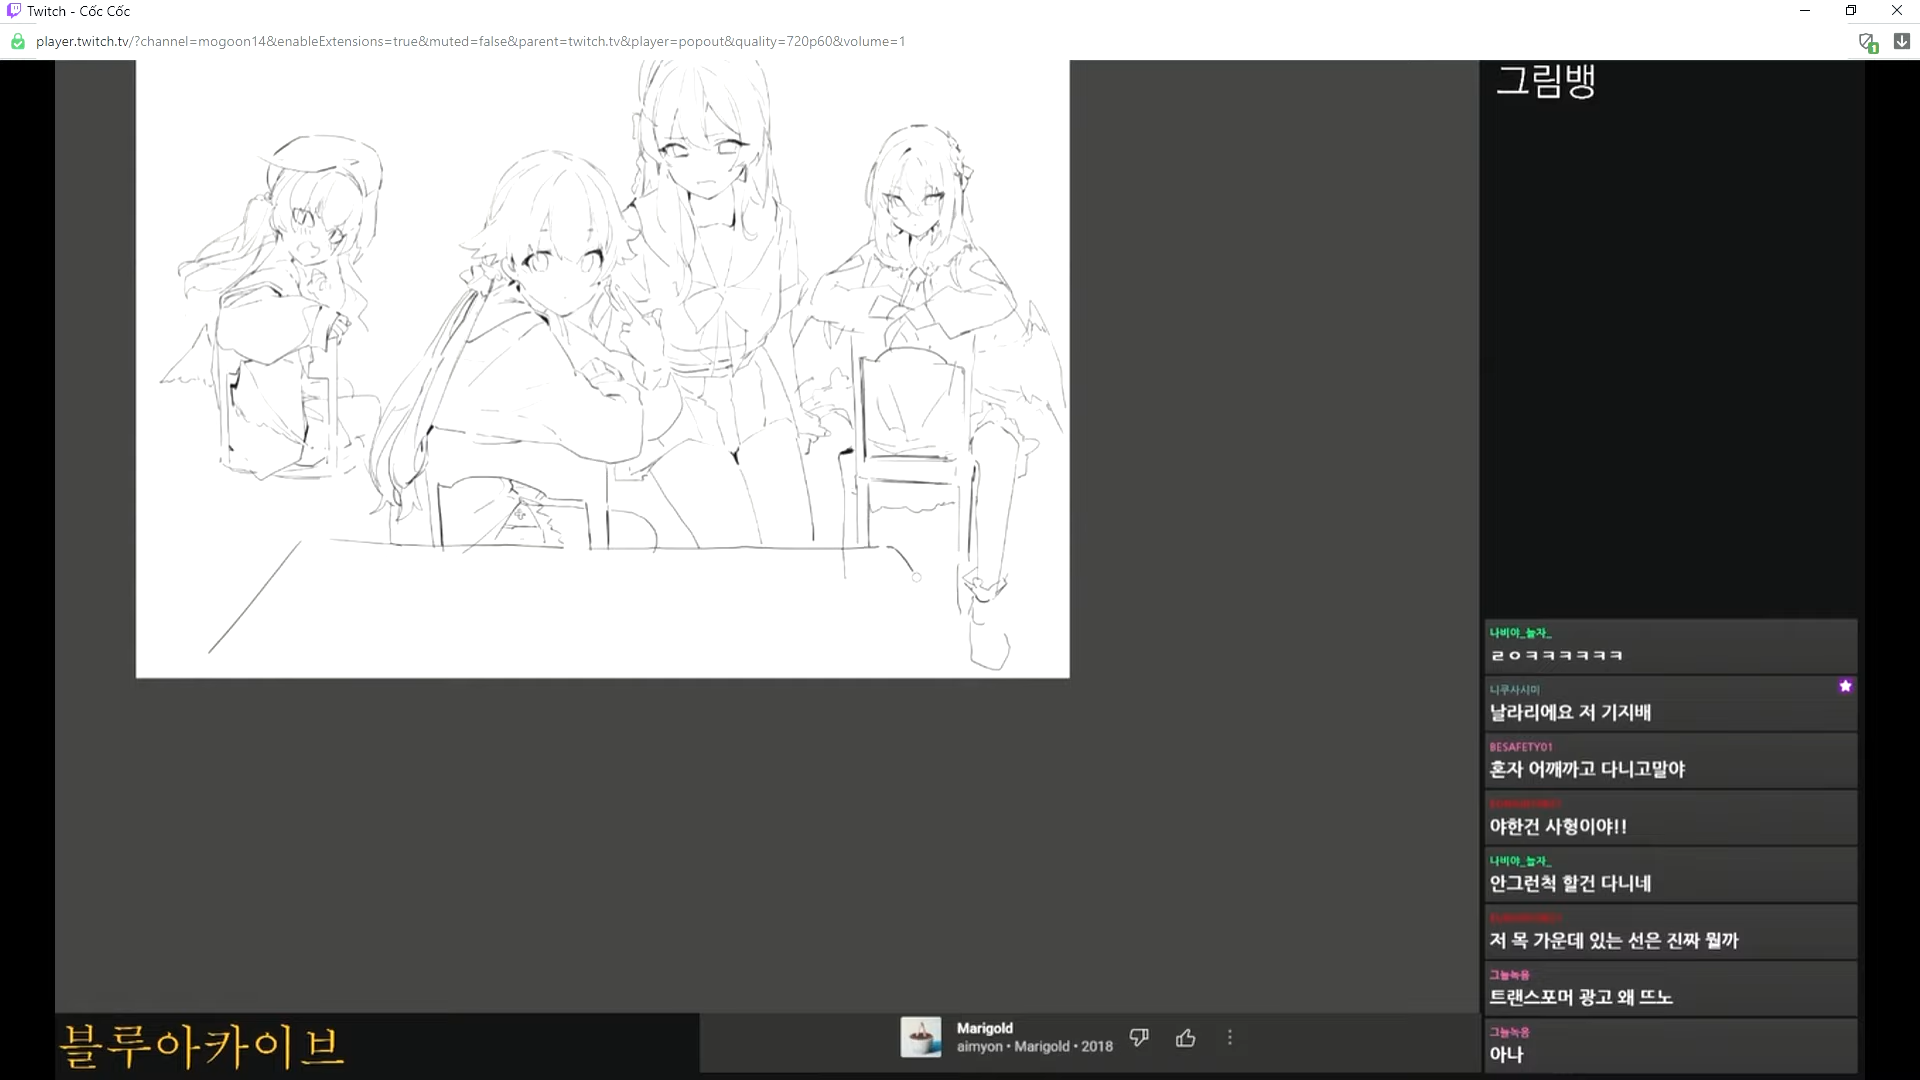 Twitch - Cốc Cốc
player.twitch.tv/?channel=mogoon14&enableExtensions=true&muted=false&parent=twitch.tv&player=popout&quality=720p60&volume=1
1
그림뱅
나비야_놀자_
ㄹㅇㅋㅋㅋㅋㅋㅋ
니쿠사시미
날라리에요 저 기지배
BESAFETY01
혼자 어깨까고 다니고말야
야한건 사형이야!!
나비야_놀자_
안그런척 할건 다니네
저 목 가운데 있는 선은 진짜 뭘까
그늘녹음
트랜스포머 광고 왜 뜨노
그늘녹음
아나
블루아카이브
Marigold
aimyon • Marigold • 2018